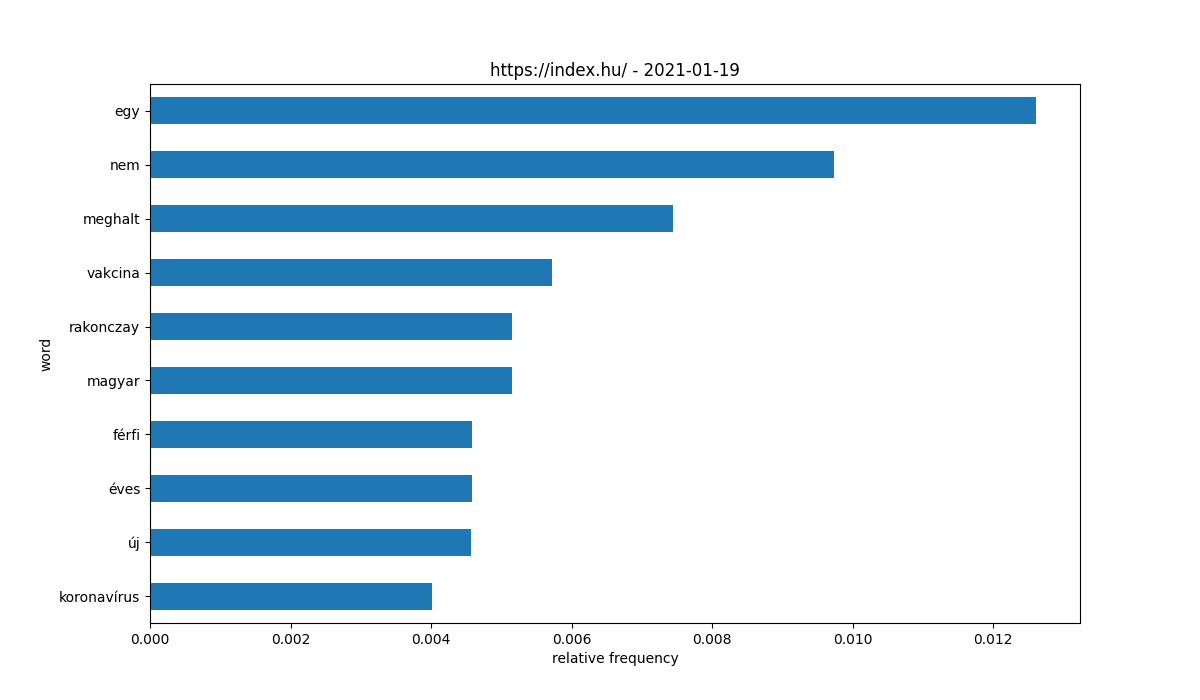 https://index.hu/ - 2021-01-19
egy
nem
meghalt
vakcina
rakonczay
word
magyar
férfi
éves
új
koronavírus
0.000 0.002 0.004 0.006 0.008 0.010 0.012
relative frequency